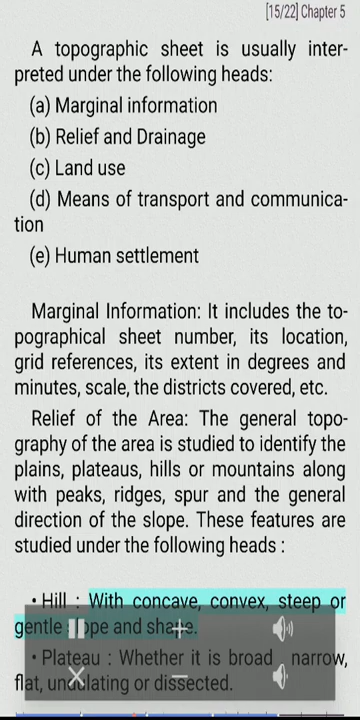 [15/22] Chapter 5
A topographic sheet is usually inter-
preted under the following heads:
(a) Marginal information
(b) Relief and Drainage
(c) Land use
(d) Means of transport and communica-
tion
(e) Human settlement
Marginal Information: It includes the to-
pographical sheet number, its location,
grid references, its extent in degrees and
minutes, scale, the districts covered, etc.
Relief of the Area: The general topo-
graphy of the area is studied to identify the
plains, plateaus, hills or mountains along
with peaks, ridges, spur and the general
direction of the slope. These features are
studied under the following heads :
• Hill : With concave, convex, steep or
gentle slope and shape.
• Plateau : Whether it is broad narrow,
flat, undulating or dissected.